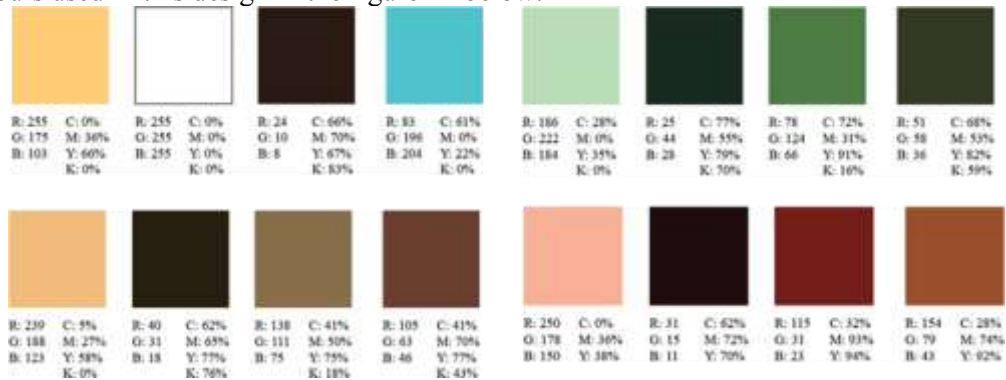 R: 255 C: 0% R: 255 C: 0% R: 24 C: 66% R: 83 C: 61%
G: 175 M: 36% G: 255 M: 0% G: 10 M: 70% G: 196 M: 0%
B: 103 Y: 66% B: 255 Y: 0% B: 8 Y: 67% B: 204 Y: 22%
K: 0% K: 0% K: 83% K: 0%
R: 186 C: 28% R: 25 C: 77% R: 78 C: 72% R: 51 C: 68%
G: 222 M: 0% G: 44 M: 55% G: 124 M: 31% G: 58 M: 53%
B: 184 Y: 35% B: 28 Y: 79% B: 66 Y: 91% B: 36 Y: 82%
K: 0% K: 70% K: 16% K: 59%
R: 239 C: 5% R: 40 C: 62% R: 138 C: 41% R: 105 C: 41%
G: 188 M: 27% G: 31 M: 65% G: 111 M: 50% G: 63 M: 70%
B: 123 Y: 58% B: 18 Y: 77% B: 75 Y: 75% B: 46 Y: 77%
K: 0% K: 76% K: 18% K: 43%
R: 250 C: 0% R: 31 C: 62% R: 115 C: 32% R: 154 C: 28%
G: 178 M: 36% G: 15 M: 72% G: 31 M: 93% G: 79 M: 74%
B: 150 Y: 38% B: 11 Y: 70% B: 23 Y: 94% B: 43 Y: 92%